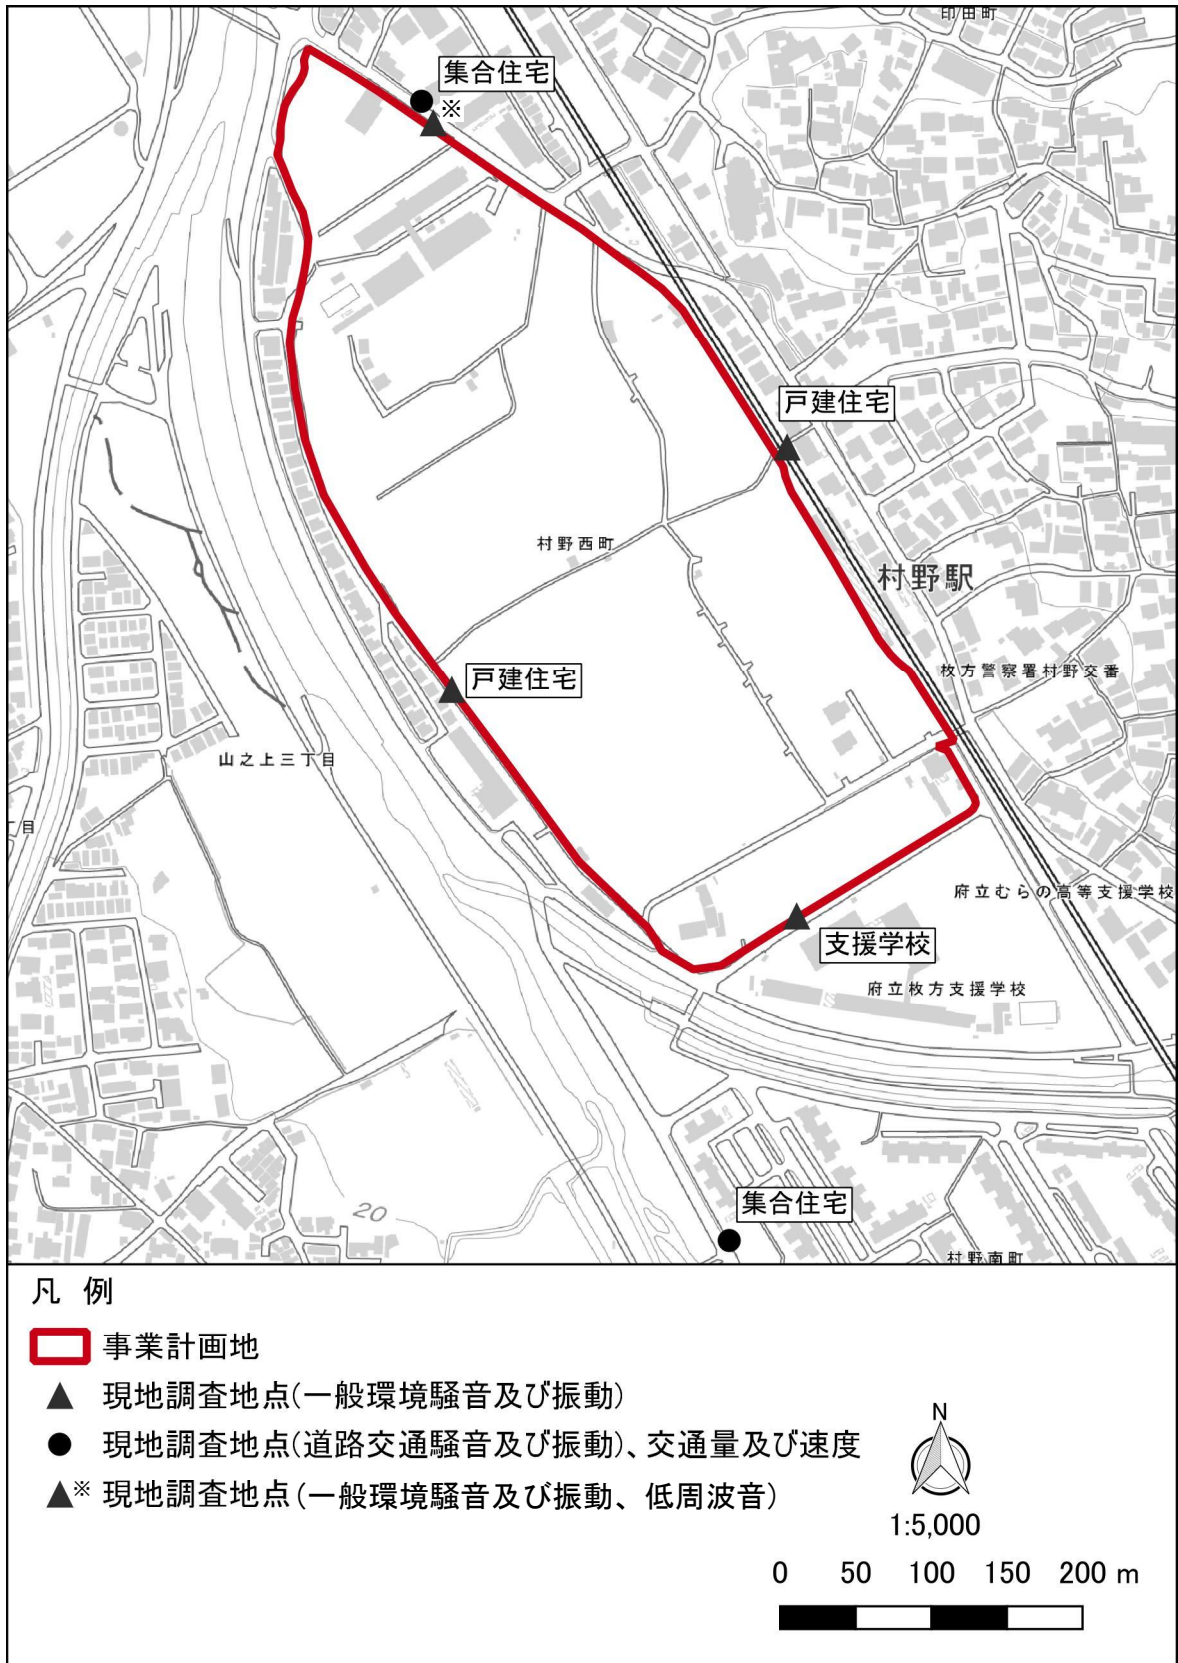 印田町
集合住宅
※
戸建住宅
村野西町
村野駅
枚方警察署村野交番
戸建住宅
山之上三丁目
丁目
府立むらの高等支援学校
支援学校
府立枚方支援学校
集合住宅
20
村野南町
凡 例
事業計画地
現地調査地点(一般環境騒音及び振動)
現地調査地点(道路交通騒音及び振動)、交通量及び速度
※ 現地調査地点(一般環境騒音及び振動、低周波音)
N
1:5,000
0 50 100 150 200 m